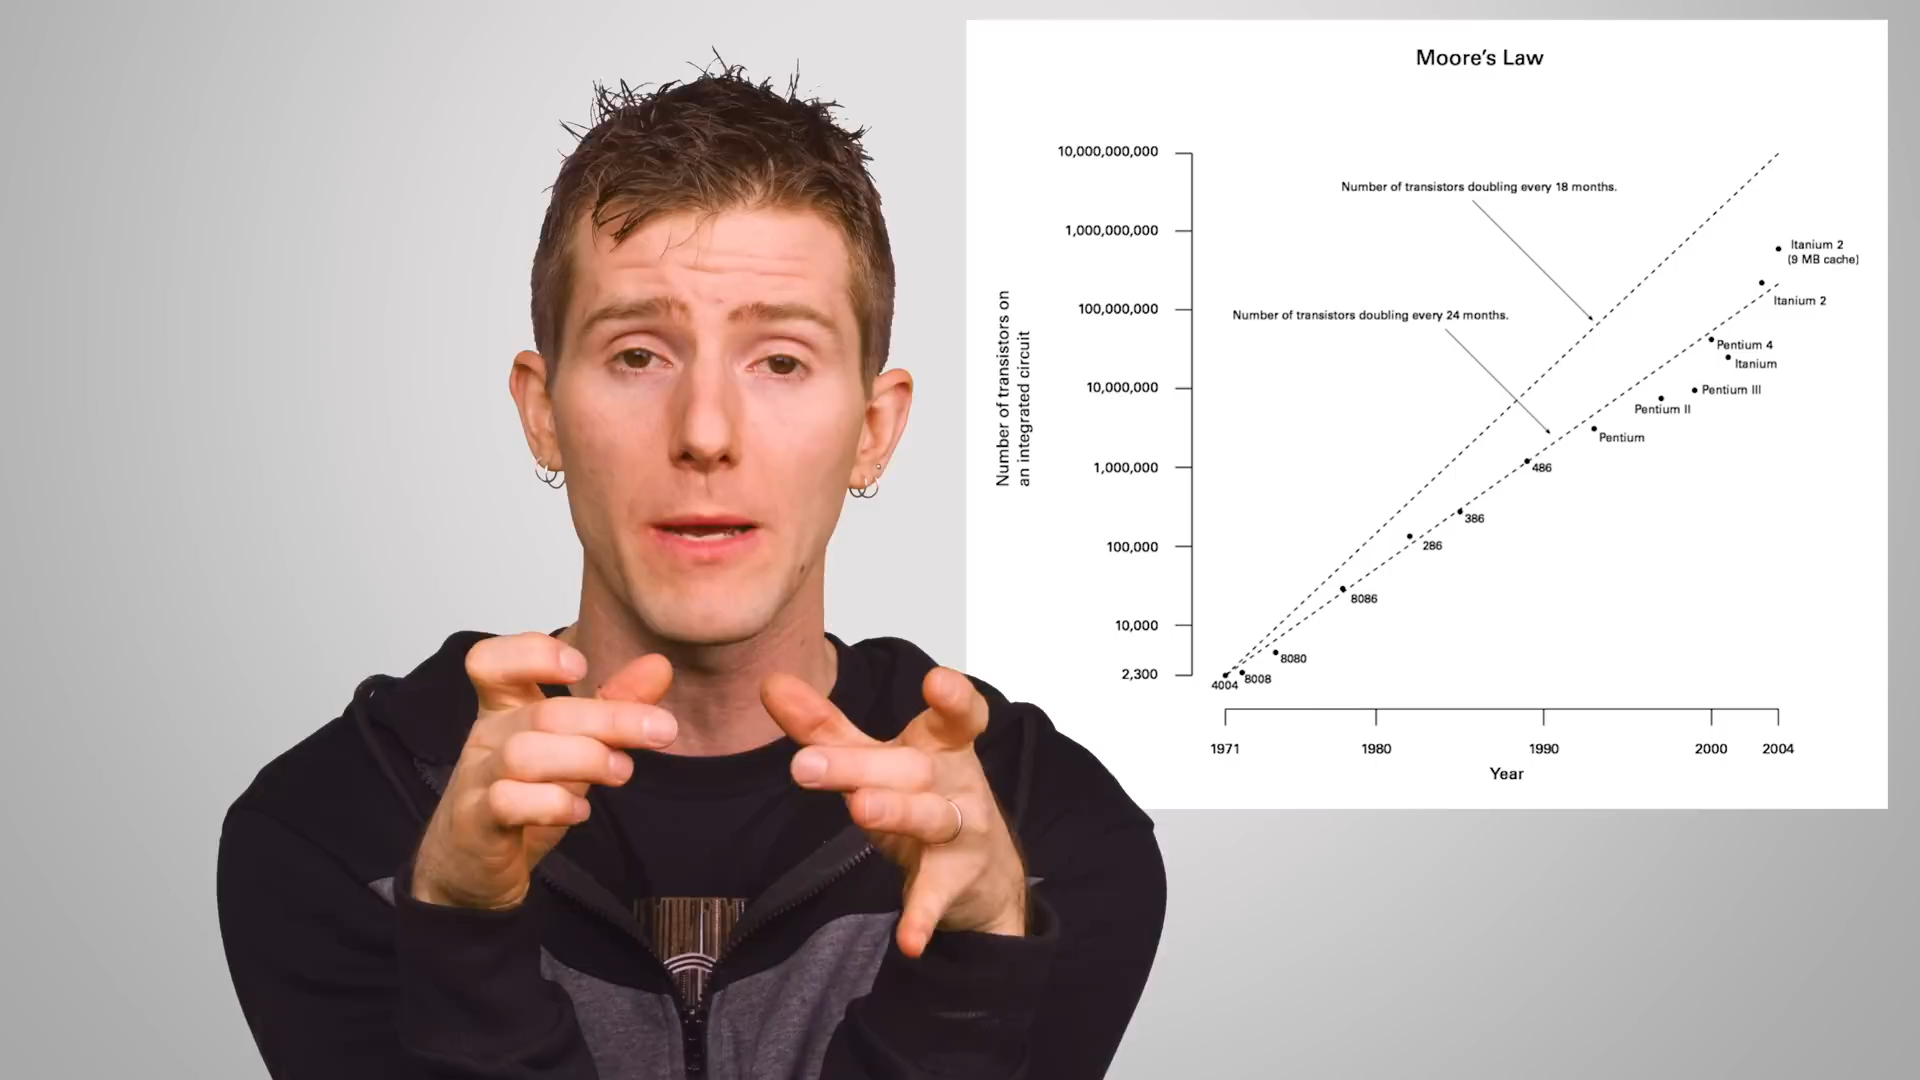 Moore's Law
10,000,000,000
Number of transistors doubling every 18 months.
1,000,000,000
Itanium 2
(9 MB cache)
Itanium 2
100,000,000
Number of transistors doubling every 24 months.
Number of transistors on
an integrated circuit
Pentium 4
Itanium
10,000,000
Pentium III
Pentium II
Pentium
1,000,000
486
386
100,000
286
8086
10,000
8080
2,300
4004
8008
1971
1980
1990
2000
2004
Year